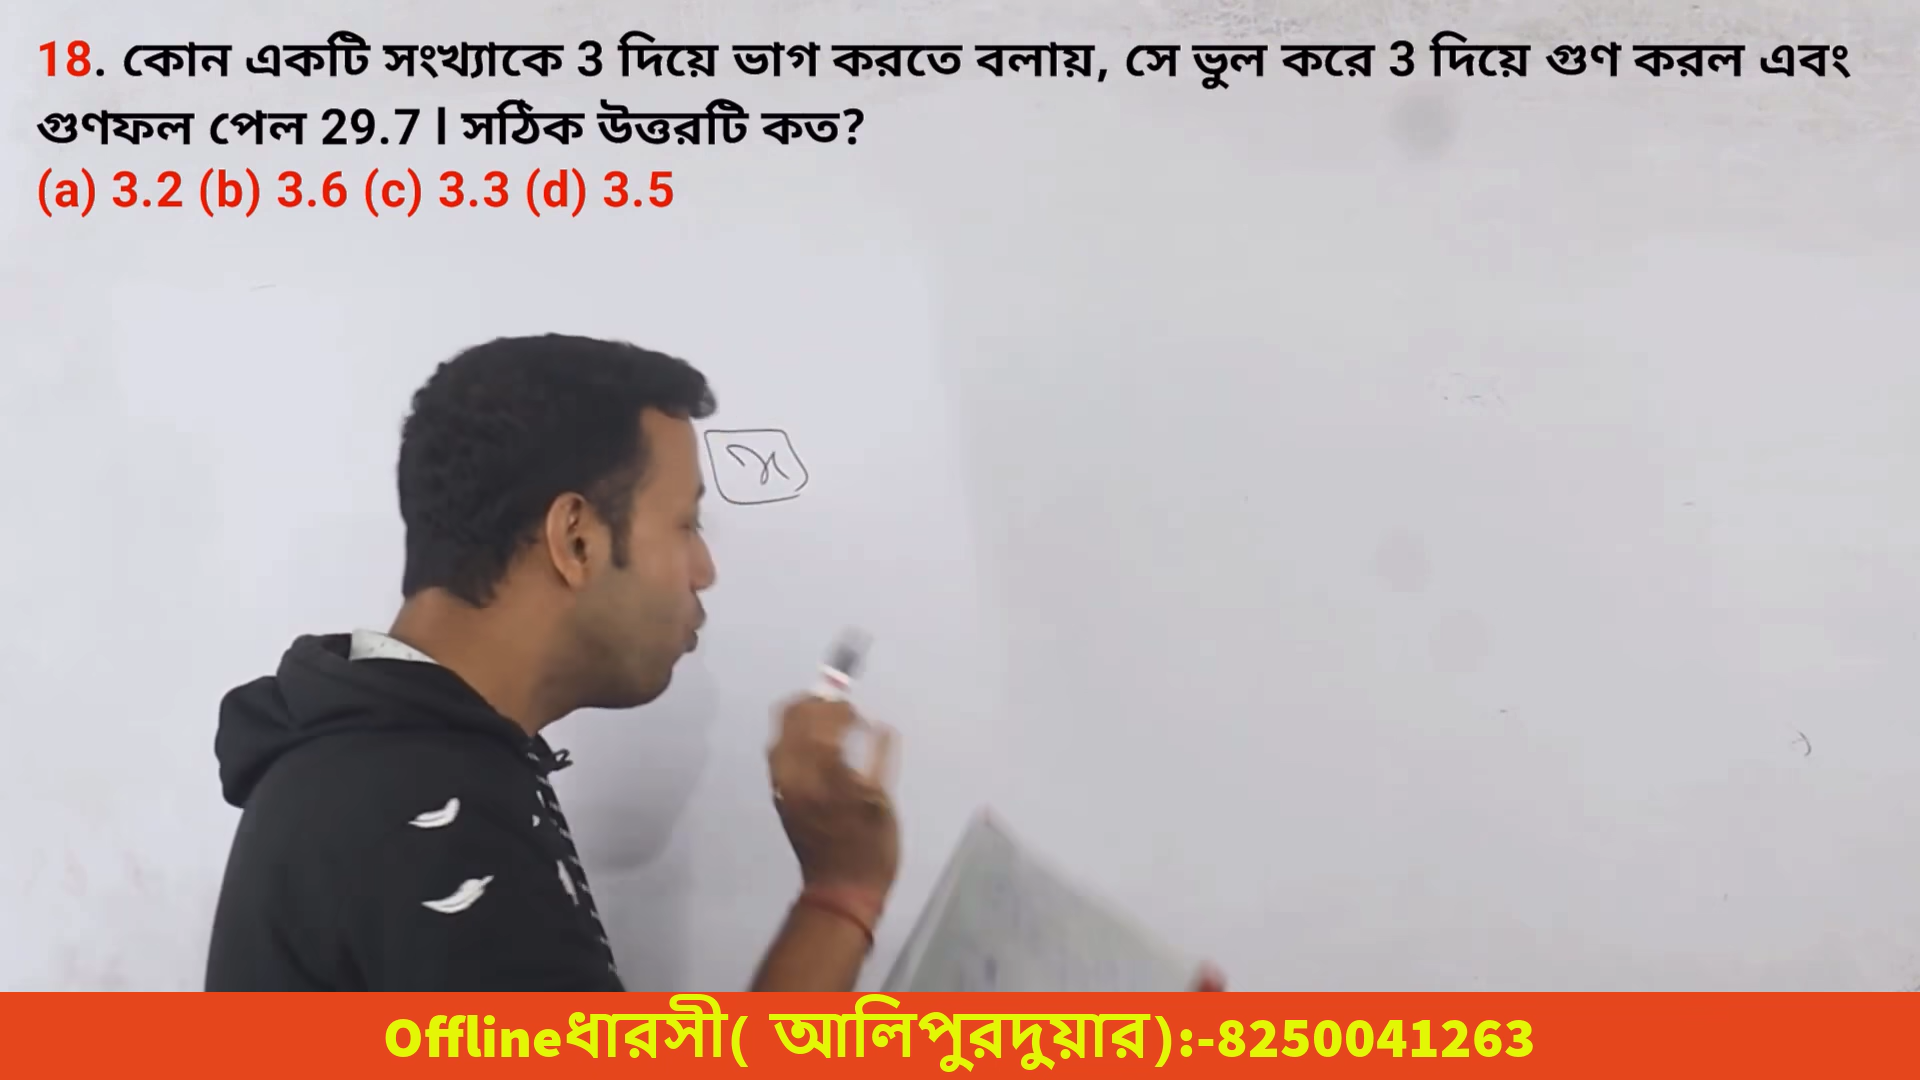 18. কোন একটি সংখ্যাকে 3 দিয়ে ভাগ করতে বলায়, সে ভুল করে 3 দিয়ে গুণ করল এবং
গুণফল পেল 29.7 । সঠিক উত্তরটি কত?
(a) 3.2 (b) 3.6 (c) 3.3 (d) 3.5
x
Offlineধারসী( আলিপুরদুয়ার):-8250041263